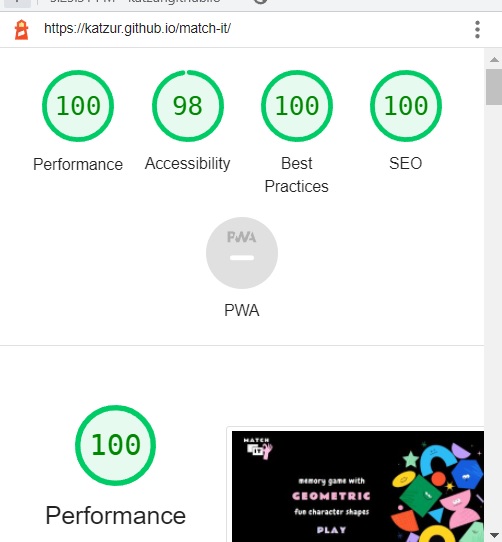 https://katzur.github.io/match-it/
100
98
100
100
Performance
Accessibility
Best
Practices
SEO
PWA
PWA
100
Performance
MATCH
IT
memory game with
GEOMETRIC
fun character shapes
PLAY